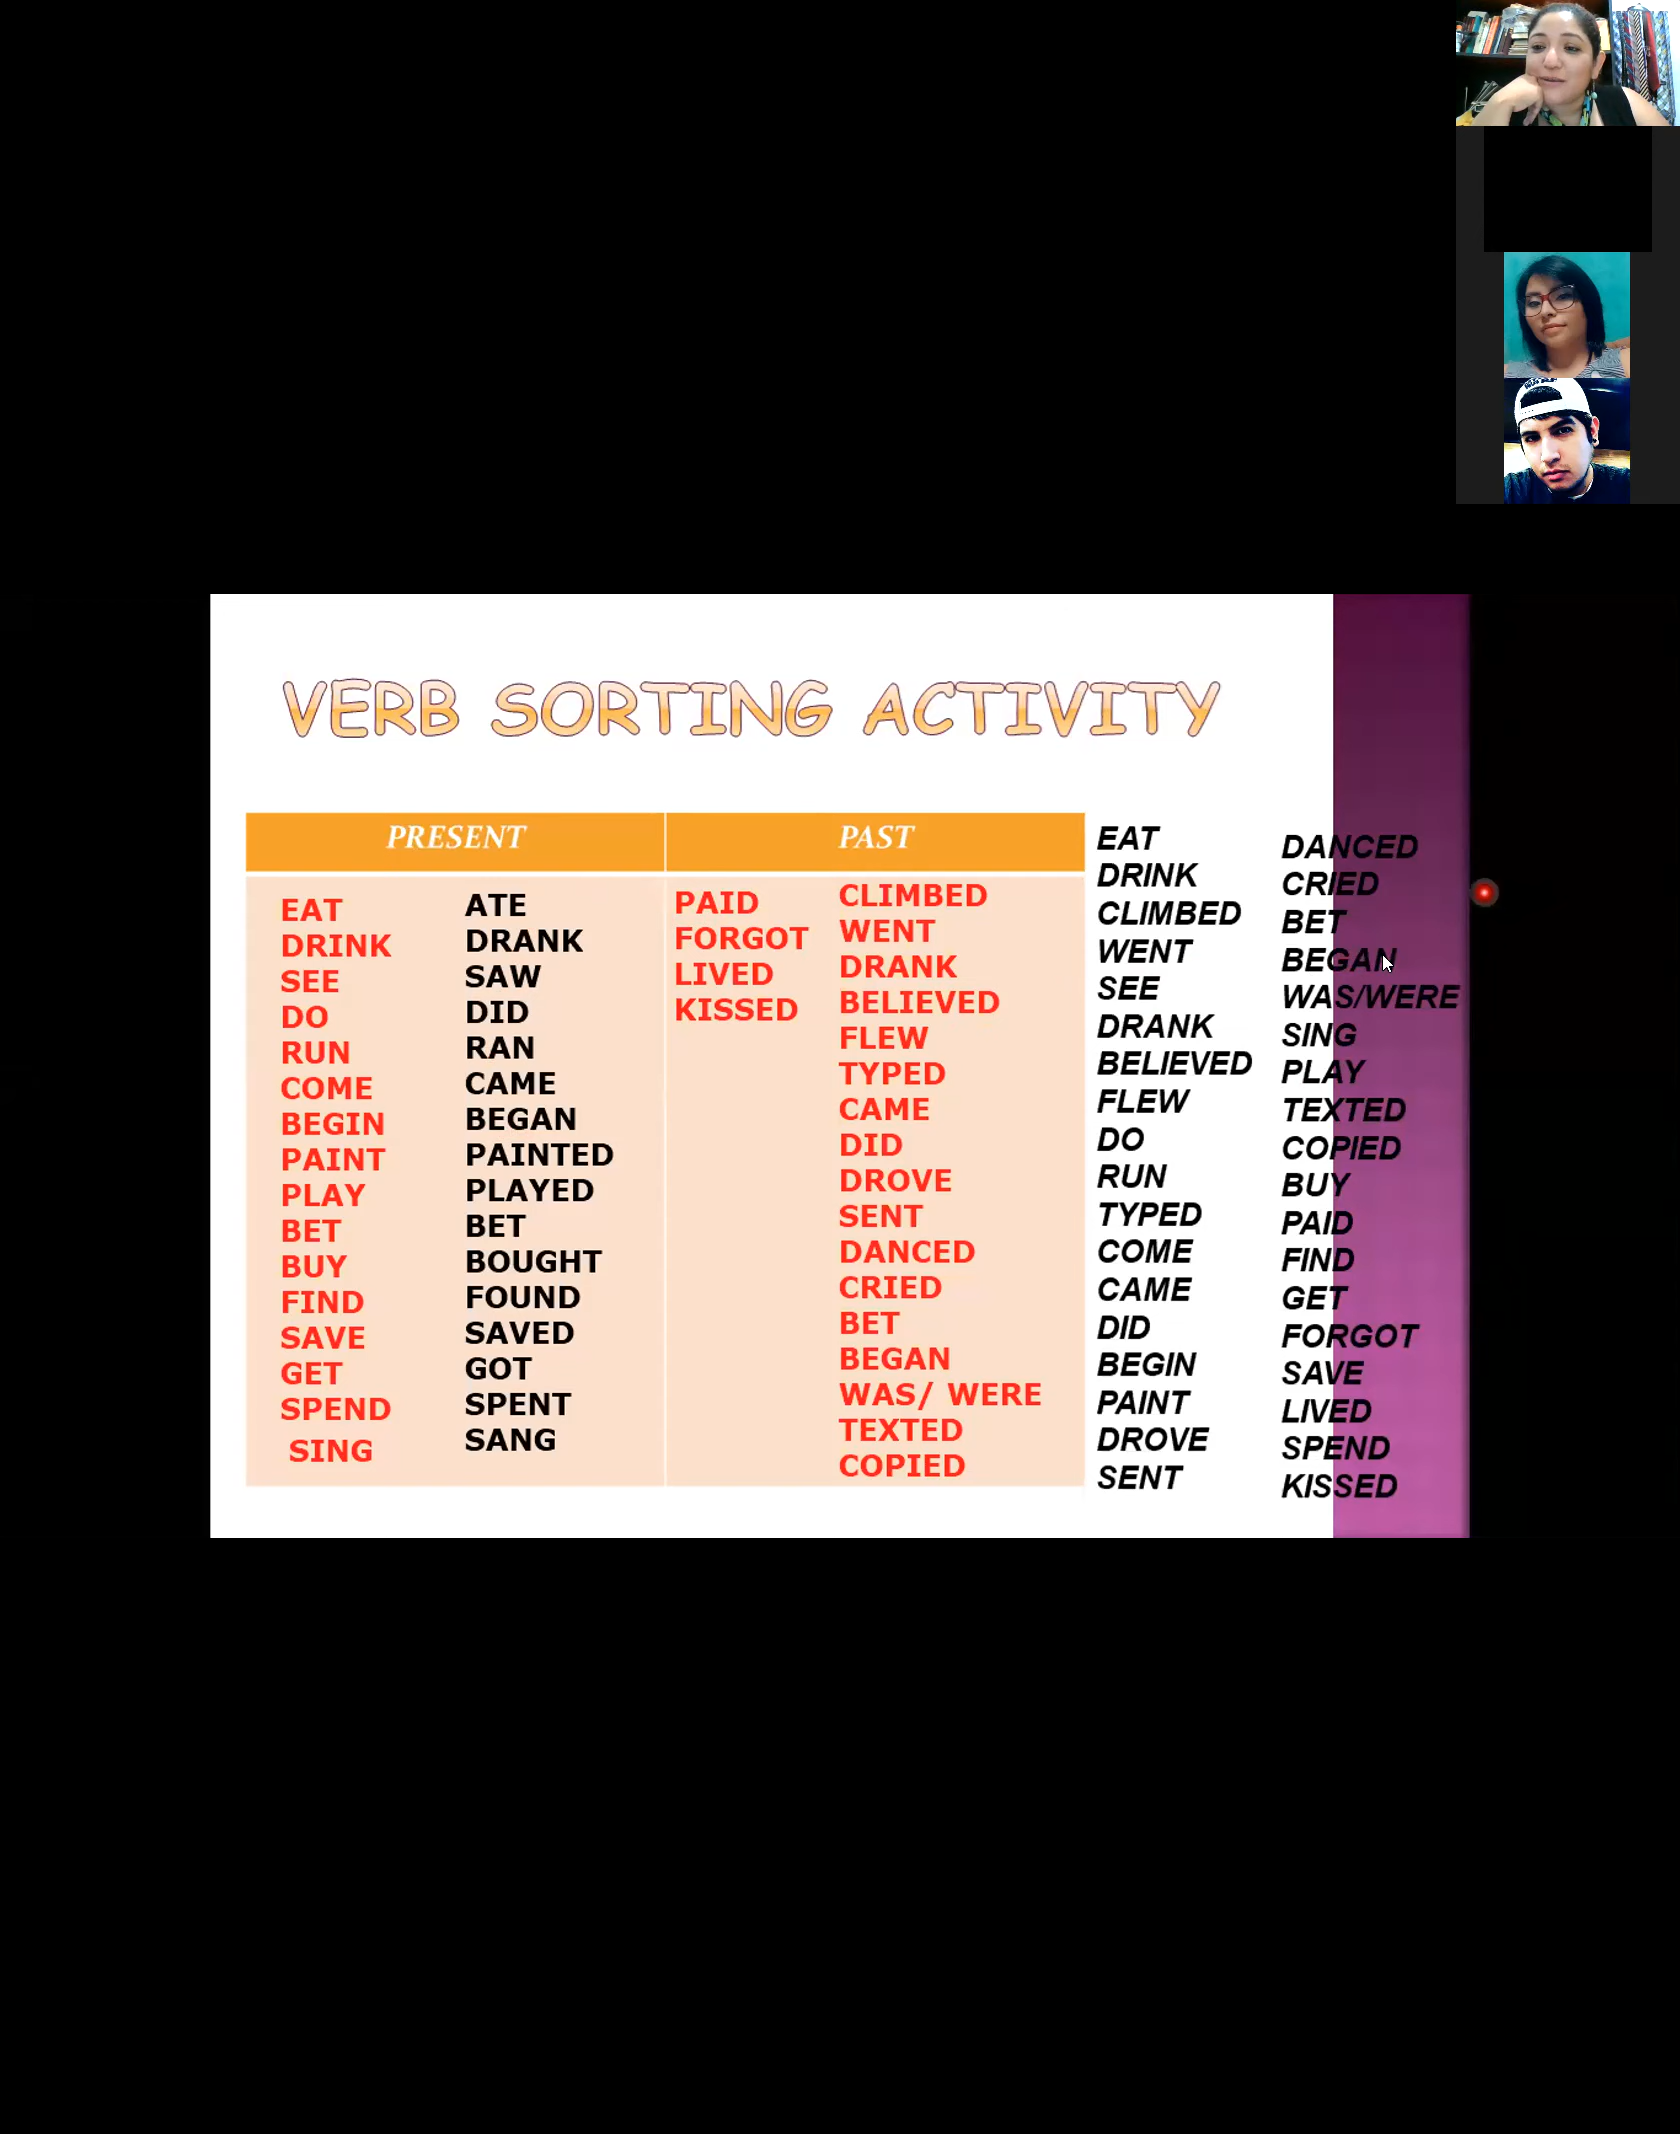 VERB SORTING ACTIVITY
PRESENT
PAST
EAT
DRINK
SEE
DO
RUN
COME
BEGIN
PAINT
PLAY
BET
BUY
FIND
SAVE
GET
SPEND
SING
ATE
DRANK
SAW
DID
RAN
CAME
BEGAN
PAINTED
PLAYED
BET
BOUGHT
FOUND
SAVED
GOT
SPENT
SANG
PAID
FORGOT
LIVED
KISSED
CLIMBED
WENT
DRANK
BELIEVED
FLEW
TYPED
CAME
DID
DROVE
SENT
DANCED
CRIED
BET
BEGAN
WAS/ WERE
TEXTED
COPIED
EAT
DRINK
CLIMBED
WENT
SEE
DRANK
BELIEVED
FLEW
DO
RUN
TYPED
COME
CAME
DID
BEGIN
PAINT
DROVE
SENT
DANCED
CRIED
BET
BEGAN
WAS/WERE
SING
PLAY
TEXTED
COPIED
BUY
PAID
FIND
GET
FORGOT
SAVE
LIVED
SPEND
KISSED